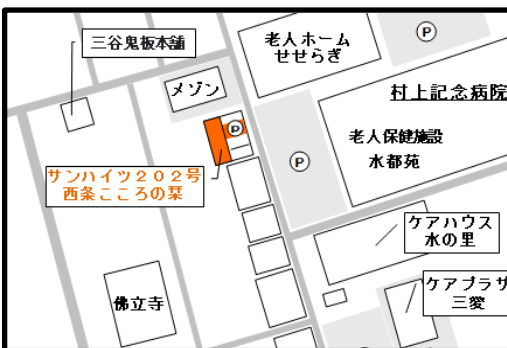 三谷鬼板本舗
老人ホーム
せせらぎ
P
メゾン
村上記念病院
P
老人保健施設
水都苑
P
サンハイツ２０２号
西条こころの栞
ケアハウス
水の里
ケアプラザ
三愛
佛立寺